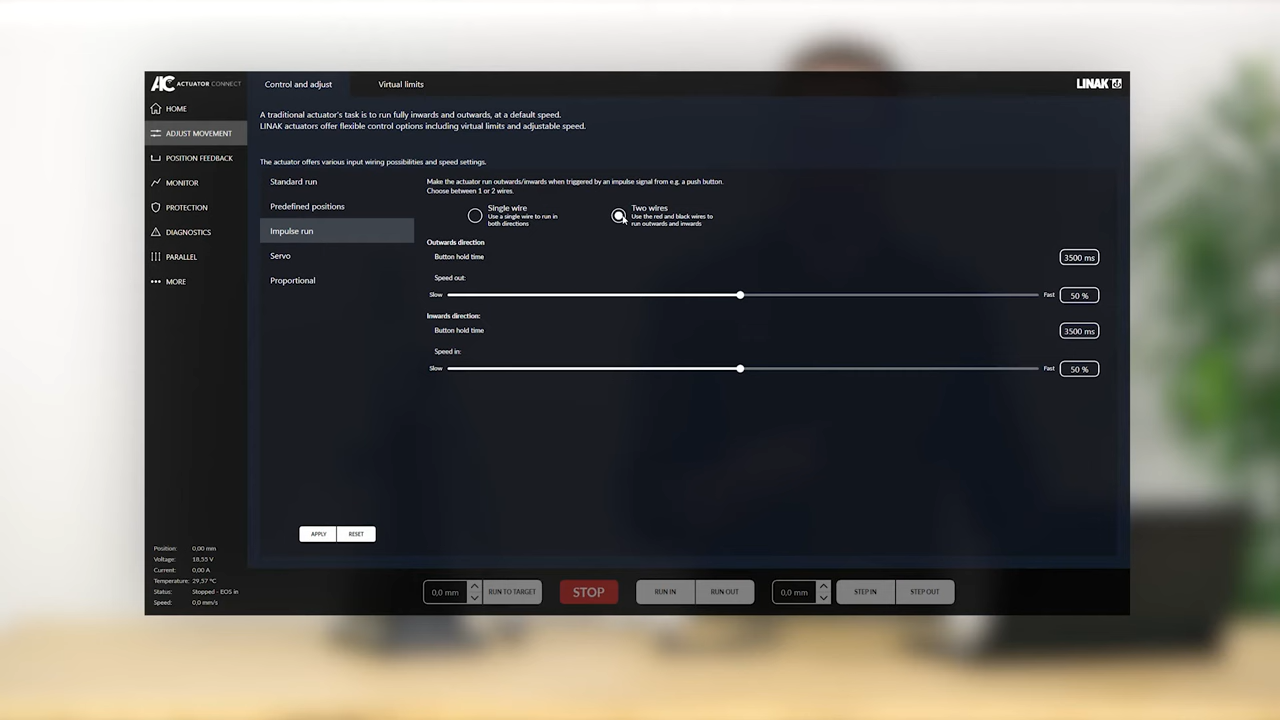 AC ACTUATOR CONNECT
Control and adjust
Virtual limits
LINAK
HOME
ADJUST MOVEMENT
POSITION FEEDBACK
MONITOR
PROTECTION
DIAGNOSTICS
PARALLEL
MORE
A traditional actuator's task is to run fully inwards and outwards, at a default speed.
LINAK actuators offer flexible control options including virtual limits and adjustable speed.
The actuator offers various input wiring possibilities and speed settings.
Standard run
Predefined positions
Impulse run
Servo
Proportional
Make the actuator run outwards/inwards when triggered by an impulse signal from e.g. a push button.
Choose between 1 or 2 wires.
Single wire
Use a single wire to run in
both directions
Two wires
Use the red and black wires to
run outwards and inwards
Outwards direction
Button hold time
3500 ms
Speed out:
Slow
Fast
50 %
Inwards direction:
Button hold time
3500 ms
Speed in:
Slow
Fast
50 %
APPLY
RESET
Position: 0,00 mm
Voltage: 18,55 V
Current: 0,00 A
Temperature: 29,57 °C
Status: Stopped - EOS in
Speed: 0,0 mm/s
0,0 mm
RUN TO TARGET
STOP
RUN IN
RUN OUT
0,0 mm
STEP IN
STEP OUT